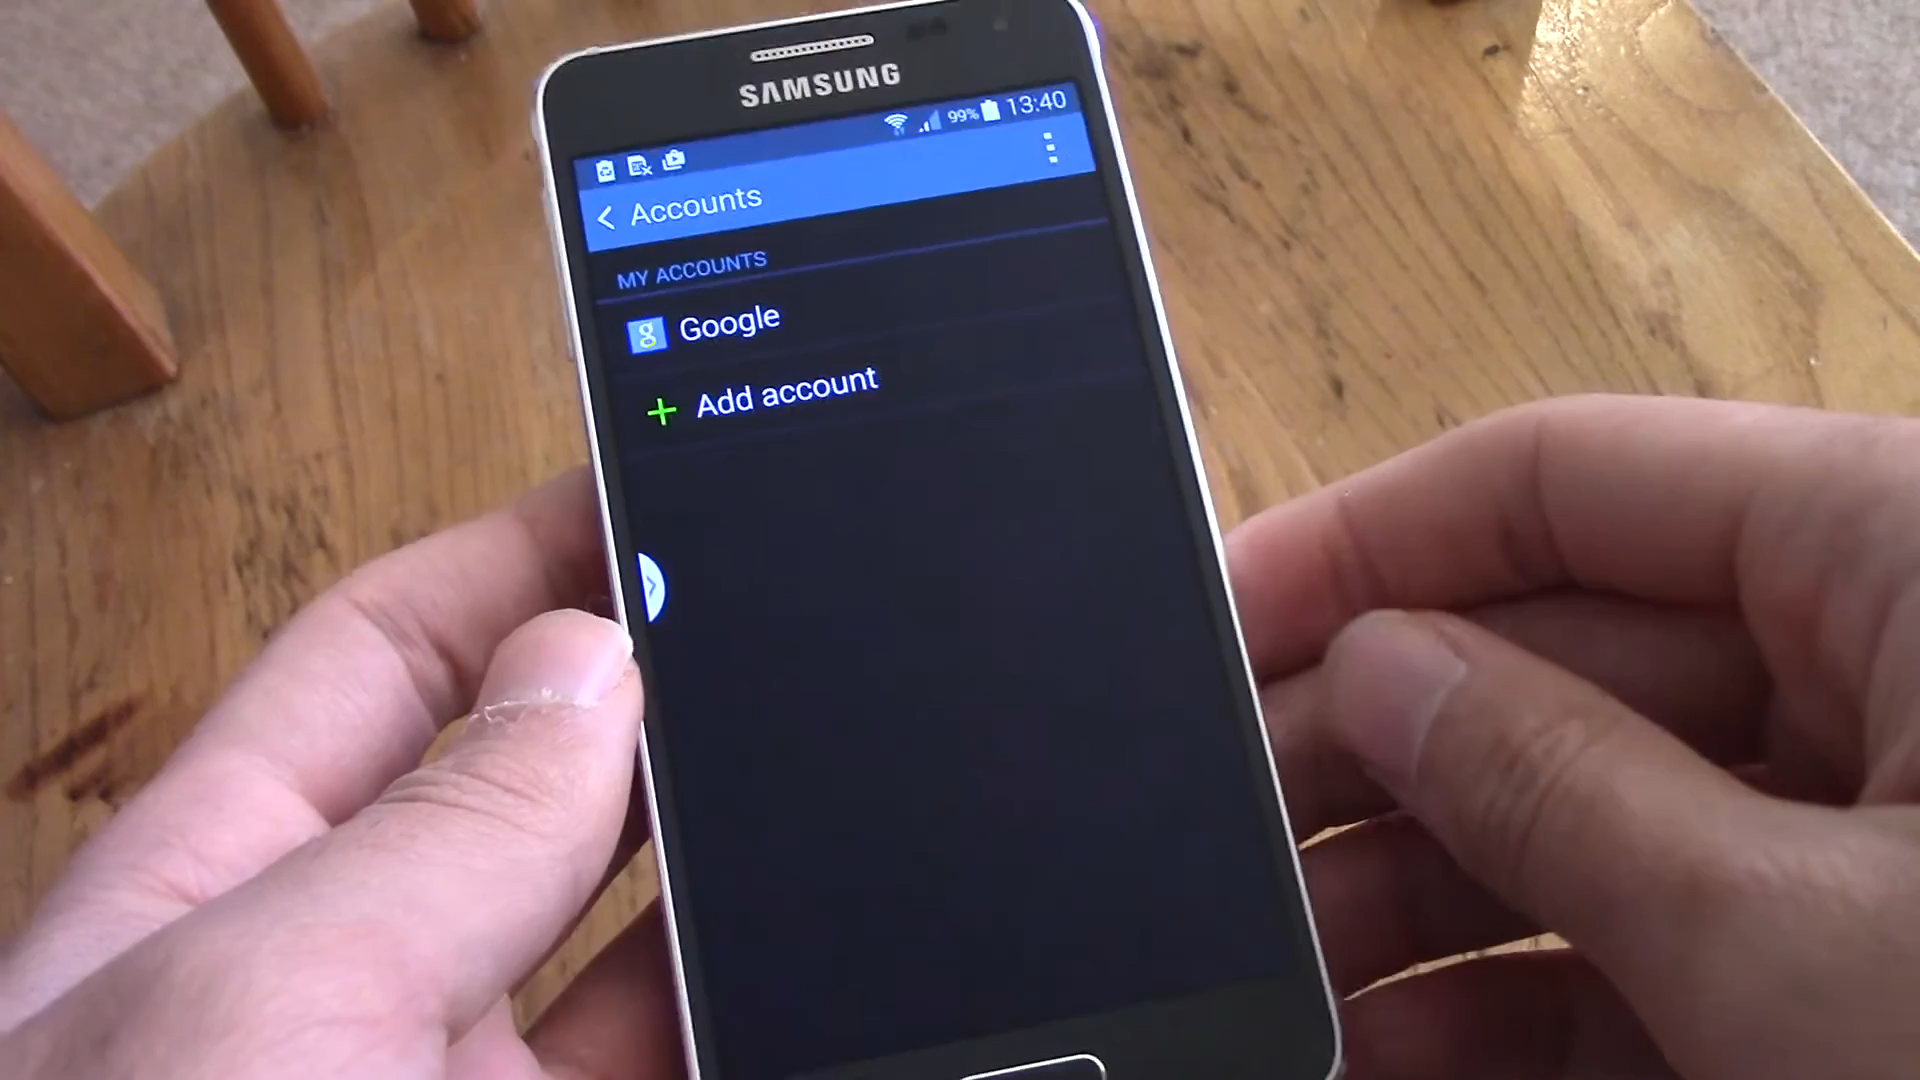 SAMSUNG
99% 13:40
Accounts
MY ACCOUNTS
g Google
+ Add account